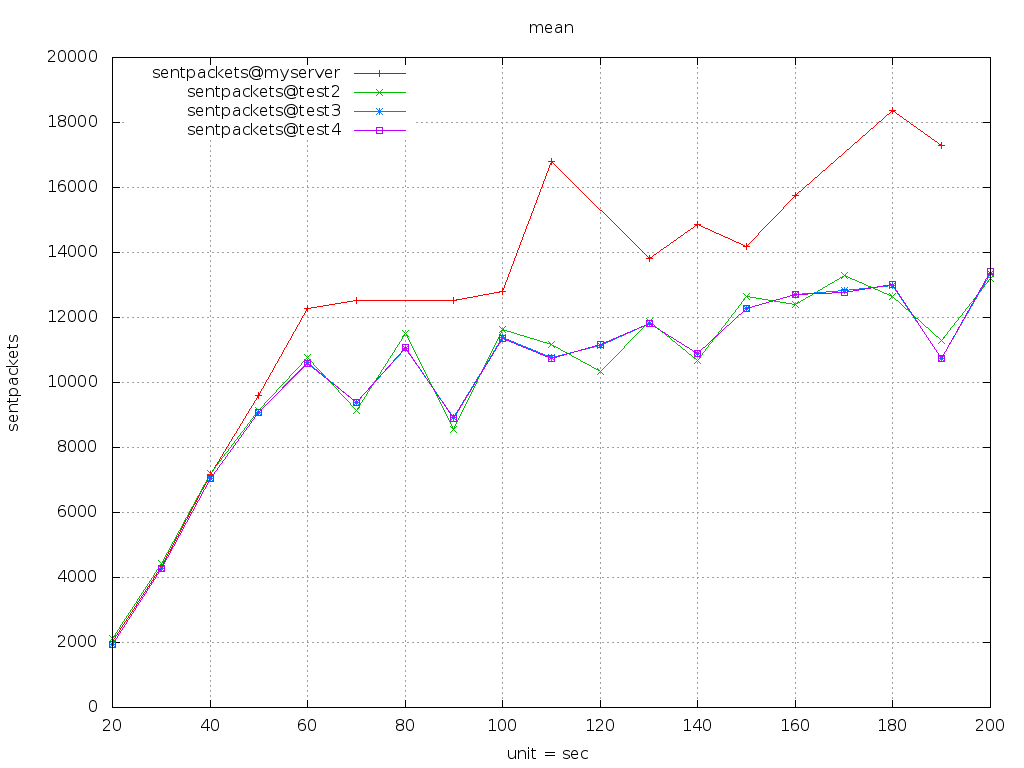 mean
20000
18000
16000
14000
12000
10000
8000
6000
4000
2000
0
sentpackets
sentpackets@myserver
sentpackets@test2
sentpackets@test3
sentpackets@test4
20 40 60 80 100 120 140 160 180 200
unit = sec